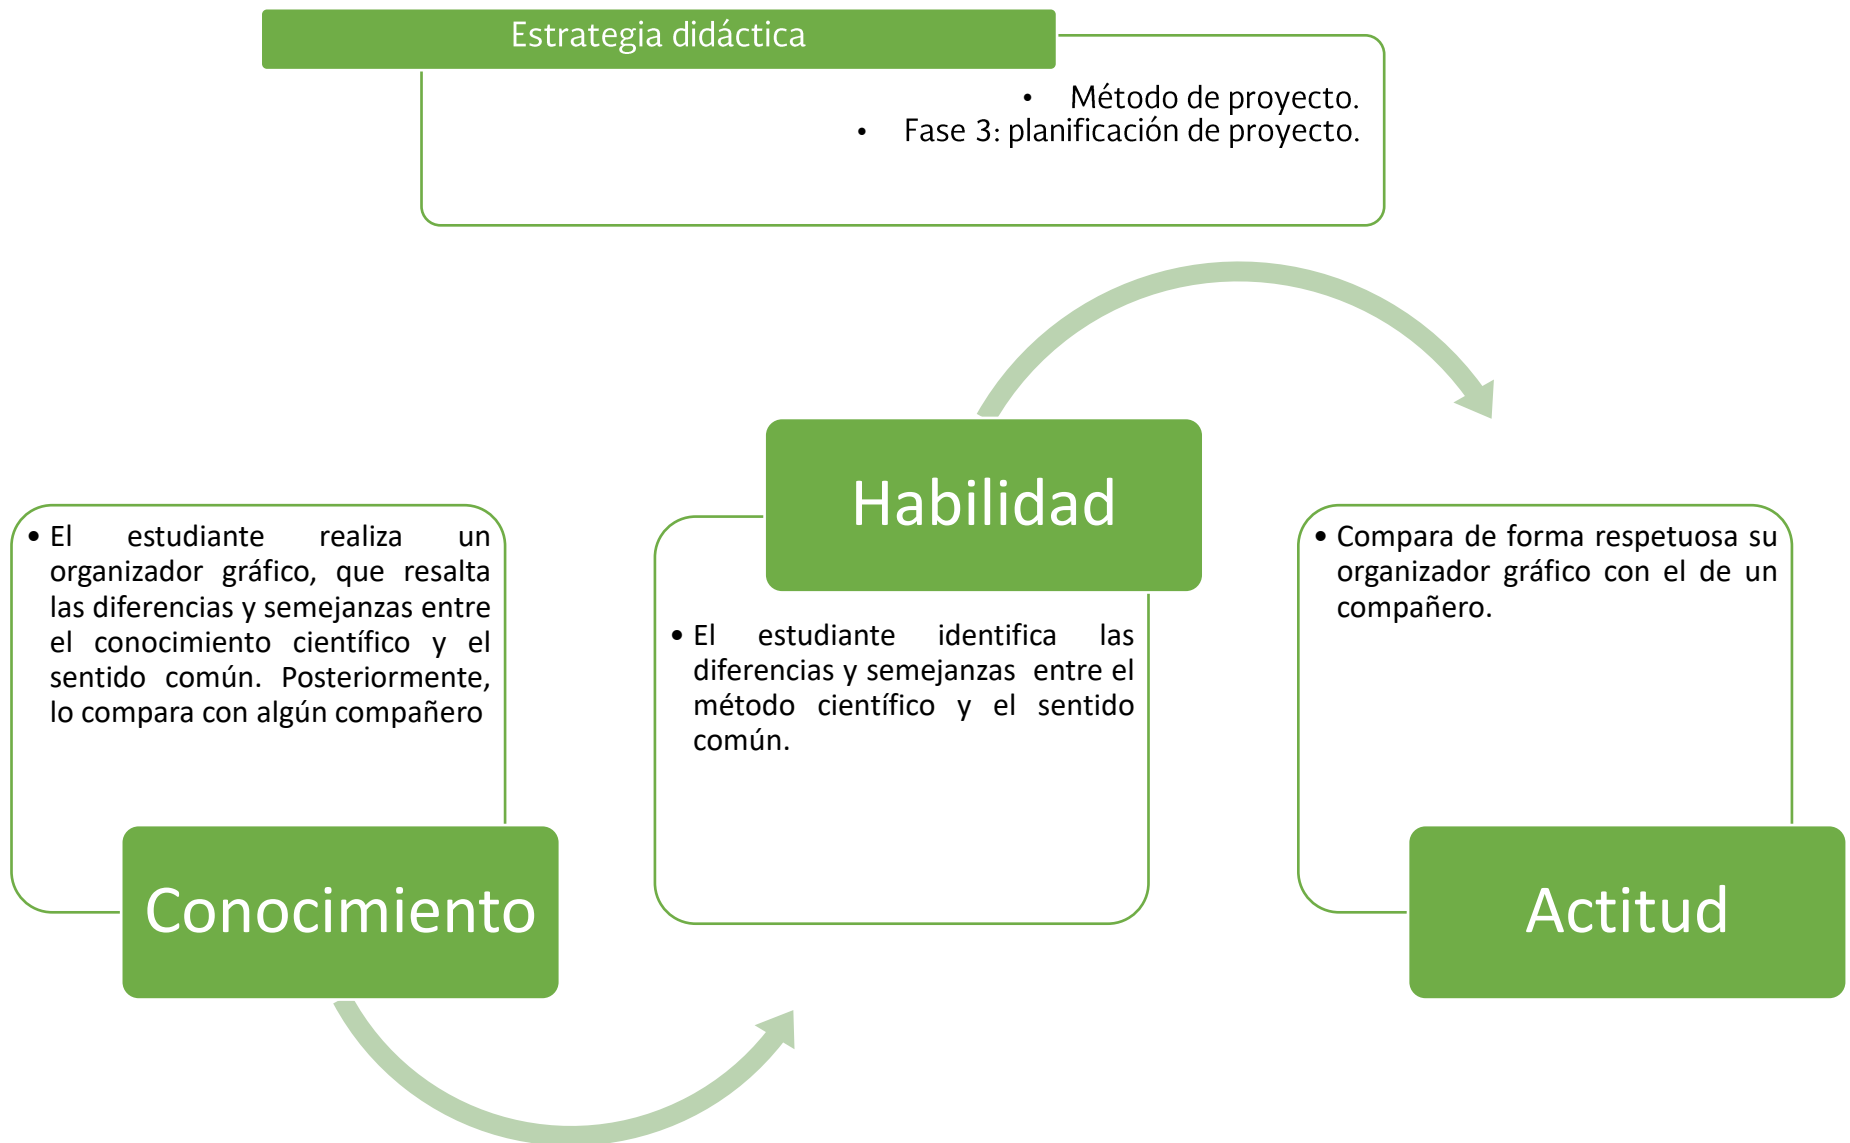 Estrategia didáctica
• Método de proyecto.
• Fase 3: planificación de proyecto.
• El estudiante realiza un
organizador gráfico, que resalta
las diferencias y semejanzas entre
el conocimiento científico y el
sentido común. Posteriormente,
lo compara con algún compañero
Conocimiento
Habilidad
• El estudiante identifica las
diferencias y semejanzas entre el
método científico y el sentido
común.
• Compara de forma respetuosa su
organizador gráfico con el de un
compañero.
Actitud